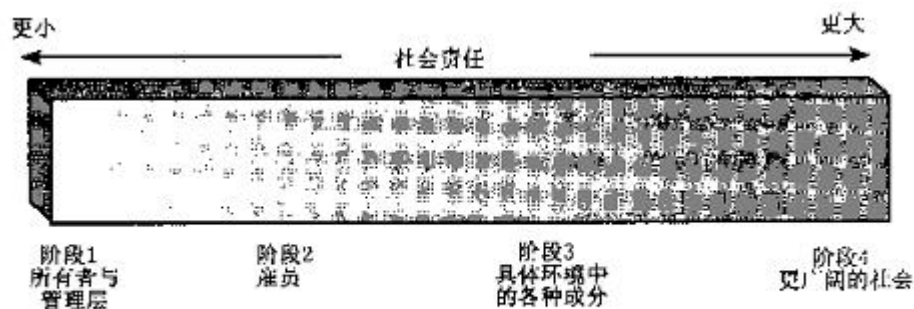 更小
更大
社会责任
阶段1
所有者与
管理层
阶段2
雇员
阶段3
具体环境中
的各种成分
阶段4
更广阔的社会